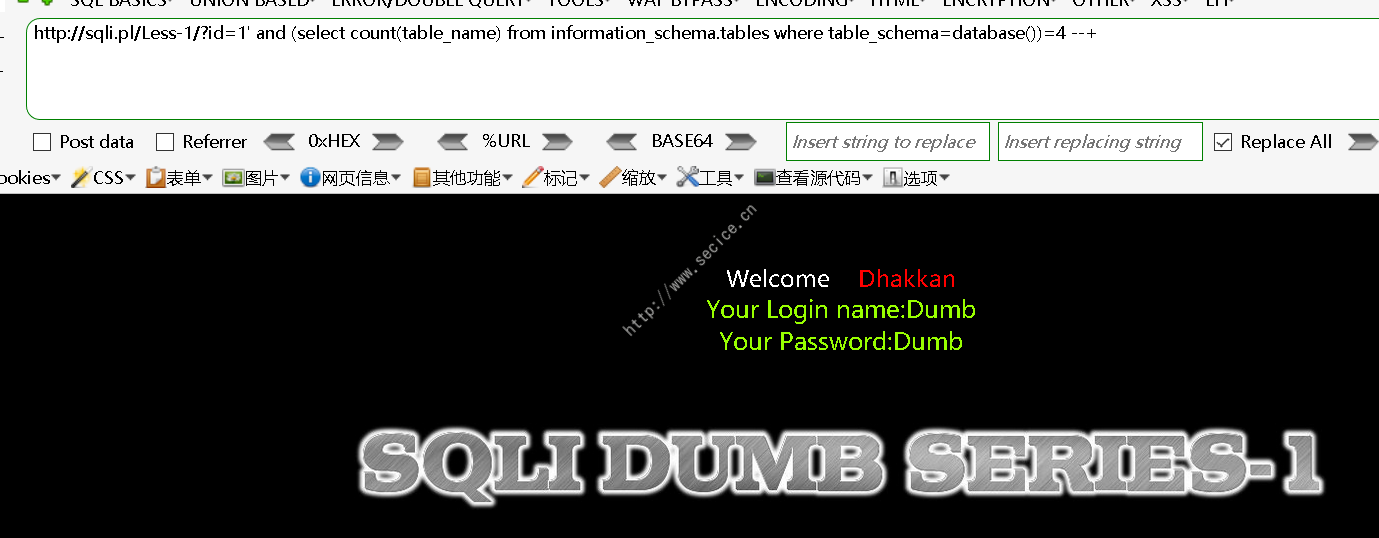 SQL BASICS UNION BASED ERROR/DOUBLE QUERY TOOLS WAF BYPASS ENCODING HTML ENCRYPTION OTHER XSS LFI
http://sqli.pl/Less-1/?id=1' and (select count(table_name) from information_schema.tables where table_schema=database())=4 --+
Post data Referrer 0xHEX %URL BASE64 Insert string to replace Insert replacing string Replace All
ookies CSS 表单 图片 网页信息 其他功能 标记 缩放 工具 查看源代码 选项
http://www.secice.cn
Welcome Dhakkan
Your Login name:Dumb
Your Password:Dumb
SQLI DUMB SERIES-1